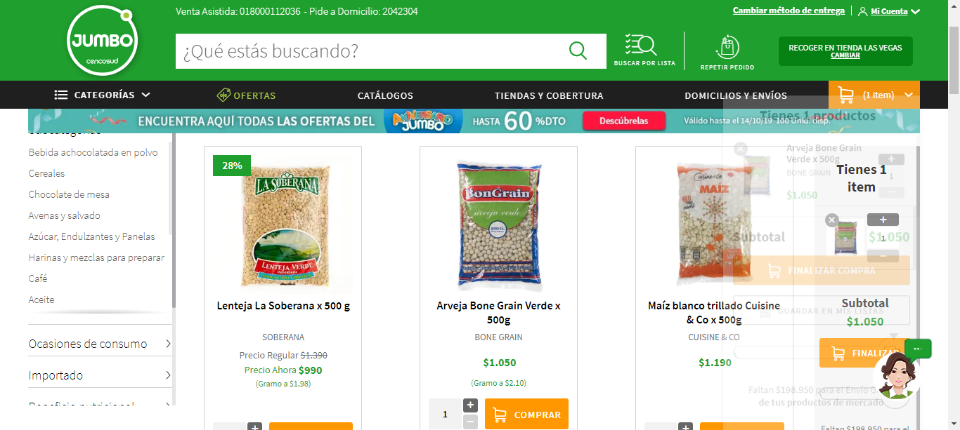 Venta Asistida: 018000112036 - Pide a Domicilio: 2042304
Cambiar método de entrega
Mi Cuenta
JUMBO
cencosud
¿Qué estás buscando?
BUSCAR POR LISTA
REPETIR PEDIDO
RECOGER EN TIENDA LAS VEGAS
CAMBIAR
CATEGORÍAS
OFERTAS
CATÁLOGOS
TIENDAS Y COBERTURA
DOMICILIOS Y ENVÍOS
(1 item)
ENCUENTRA AQUÍ TODAS LAS OFERTAS DEL
JUMBO
HASTA 60%DTO
Descúbrelas
Válido hasta el 14/10/19-100 Und. disp.
Tienes 1 productos
Bebida achocolatada en polvo
Cereales
Chocolate de mesa
Avenas y salvado
Azúcar, Endulzantes y Panelas
Harinas y mezclas para preparar
Café
Aceite
Ocasiones de consumo
Importado
Beneficio nutricional
28%
LA SOBERANA
LENTEJA VERDE
Lenteja La Soberana x 500 g
SOBERANA
Precio Regular $1.390
Precio Ahora $990
(Gramo a $1.98)
BonGrain
arveja verde
Arveja Bone Grain Verde x
500g
BONE GRAIN
$1.050
(Gramo a $2.10)
1
+
-
COMPRAR
MAÍZ
Maíz blanco trillado Cuisine
& Co x 500g
CUISINE & CO
$1.190
Arveja Bone Grain
Verde x 500g
BONE GRAIN
$1.050
Subtotal
FINALIZAR COMPRA
GUARDAR EN MIS LISTAS
Tienes 1
item
+
1
$1.050
Subtotal
$1.050
FINALIZAR
Faltan $198.950 para el Envío
de tus productos de mercado
Faltan $198.950 para el